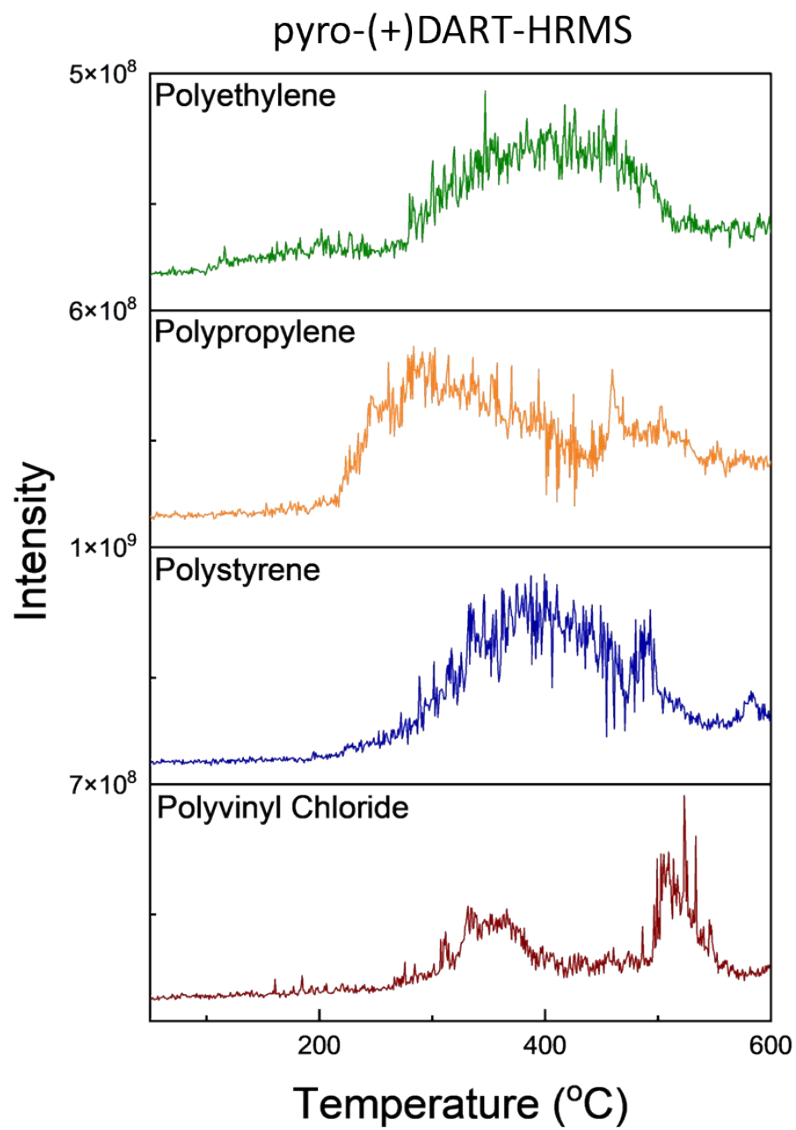 pyro-(+)DART-HRMS
5×10⁸
Polyethylene
6×10⁸
Polypropylene
1×10⁹
Polystyrene
7×10⁸
Polyvinyl Chloride
Intensity
200 400 600
Temperature (°C)